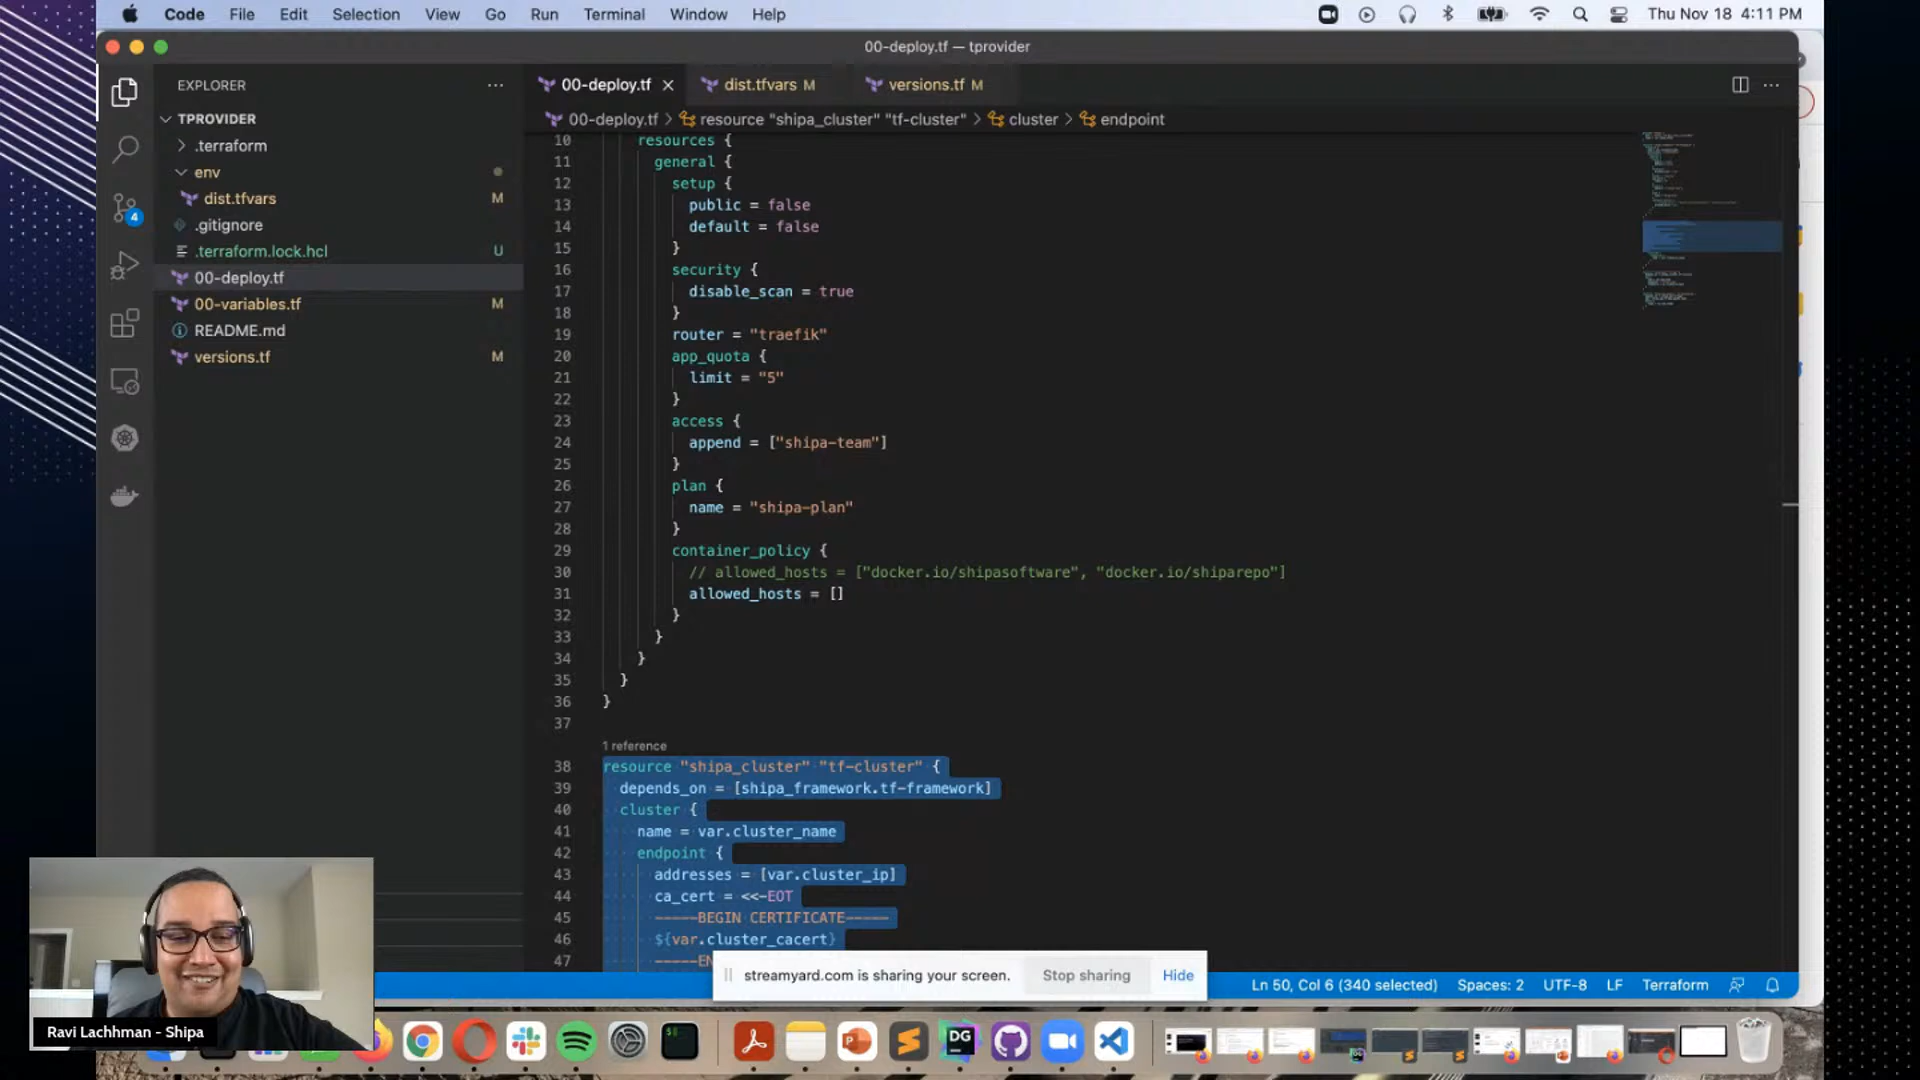 Code File Edit Selection View Go Run Terminal Window Help
Thu Nov 18 4:11 PM
00-deploy.tf — tprovider
EXPLORER
00-deploy.tf
dist.tfvars M
versions.tf M
00-deploy.tf > resource "shipa_cluster" "tf-cluster" > cluster > endpoint
TPROVIDER
.terraform
env
dist.tfvars M
.gitignore
.terraform.lock.hcl U
00-deploy.tf
00-variables.tf M
README.md
versions.tf M
4
10 resources {
11 general {
12 setup {
13 public = false
14 default = false
15 }
16 security {
17 disable_scan = true
18 }
19 router = "traefik"
20 app_quota {
21 limit = "5"
22 }
23 access {
24 append = ["shipa-team"]
25 }
26 plan {
27 name = "shipa-plan"
28 }
29 container_policy {
30 // allowed_hosts = ["docker.io/shipasoftware", "docker.io/shiparepo"]
31 allowed_hosts = []
32 }
33 }
34 }
35 }
36 }
37
1 reference
38 resource "shipa_cluster" "tf-cluster" {
39 depends_on = [shipa_framework.tf-framework]
40 cluster {
41 name = var.cluster_name
42 endpoint {
43 addresses = [var.cluster_ip]
44 ca_cert = <<-EOT
45 -----BEGIN CERTIFICATE-----
46 ${var.cluster_cacert}
47 -----EN
streamyard.com is sharing your screen. Stop sharing Hide
Ln 50, Col 6 (340 selected) Spaces: 2 UTF-8 LF Terraform
Ravi Lachhman - Shipa
DG